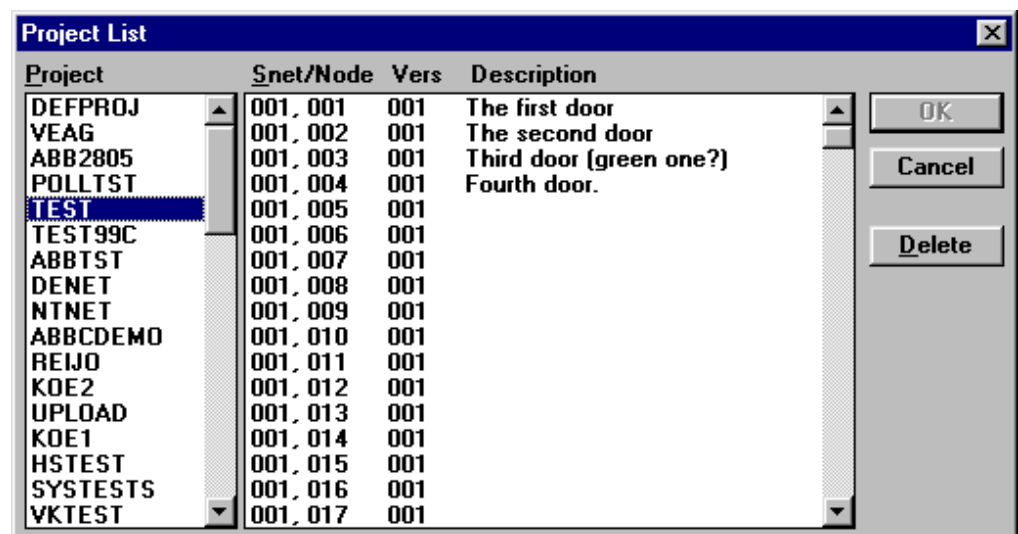 Project List
Project Snet/Node Vers Description
DEFPROJ 001, 001 001 The first door OK
VEAG 001, 002 001 The second door
ABB2805 001, 003 001 Third door (green one?) Cancel
POLLTST 001, 004 001 Fourth door.
TEST 001, 005 001
TEST99C 001, 006 001 Delete
ABBTST 001, 007 001
DENET 001, 008 001
NTNET 001, 009 001
ABBCDEMO 001, 010 001
REIJO 001, 011 001
KOE2 001, 012 001
UPLOAD 001, 013 001
KOE1 001, 014 001
HSTEST 001, 015 001
SYSTESTS 001, 016 001
VKTEST 001, 017 001